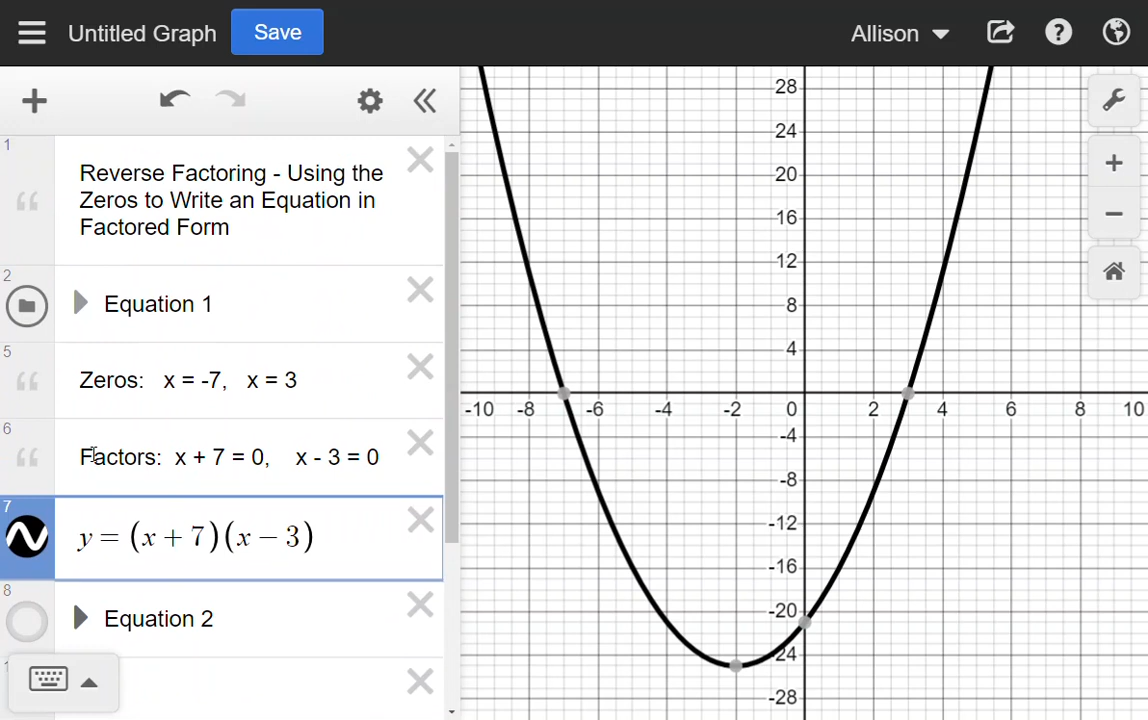 Untitled Graph
Save
Allison
1
Reverse Factoring - Using the
Zeros to Write an Equation in
Factored Form
2
Equation 1
5
Zeros: x = -7, x = 3
6
Factors: x + 7 = 0, x - 3 = 0
7
y = (x + 7)(x − 3)
8
Equation 2
28
24
20
16
12
8
4
-10 -8 -6 -4 -2 0 2 4 6 8 10
-4
-8
-12
-16
-20
-24
-28